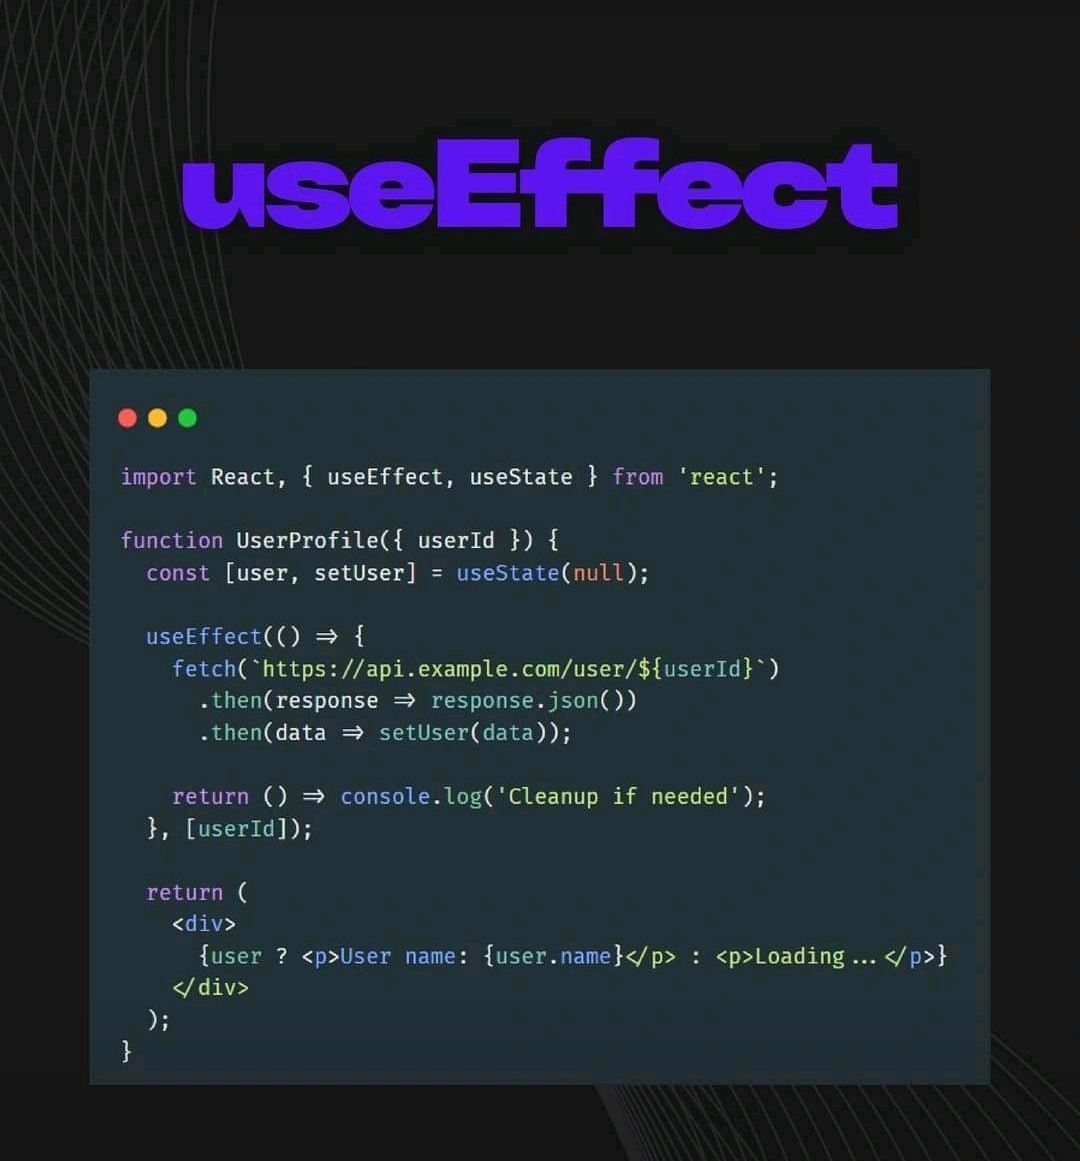 useEffect
import React, { useEffect, useState } from 'react';
function UserProfile({ userId }) {
const [user, setUser] = useState(null);
useEffect(() => {
fetch(`https://api.example.com/user/${userId}`)
.then(response => response.json())
.then(data => setUser(data));
return () => console.log('Cleanup if needed');
}, [userId]);
return (
<div>
{user ? <p>User name: {user.name}</p> : <p>Loading...</p>}
</div>
);
}